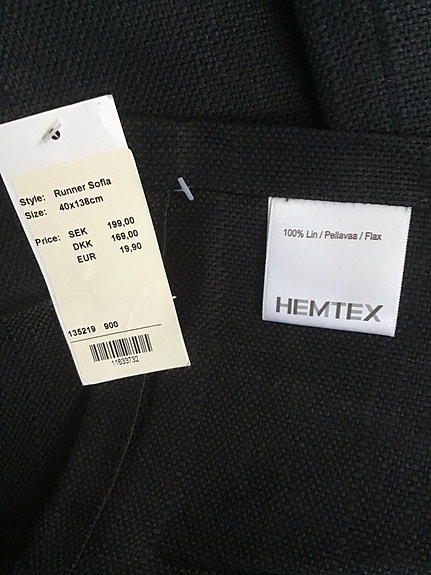 Style: Runner Sofia
Size: 40x138cm
Price: SEK 199,00
DKK 169,00
EUR 19,90
135219 900
11633732
100% Lin / Pellavaa / Flax
HEMTEX